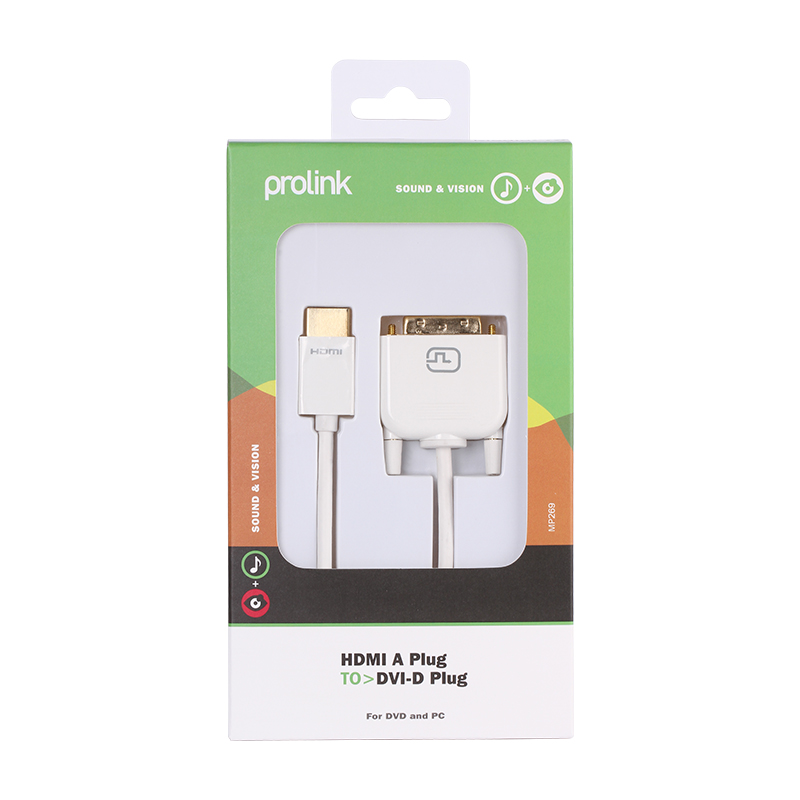 prolink
SOUND & VISION
+
HDMI
SOUND & VISION
+
MP269
HDMI A Plug
TO > DVI-D Plug
For DVD and PC